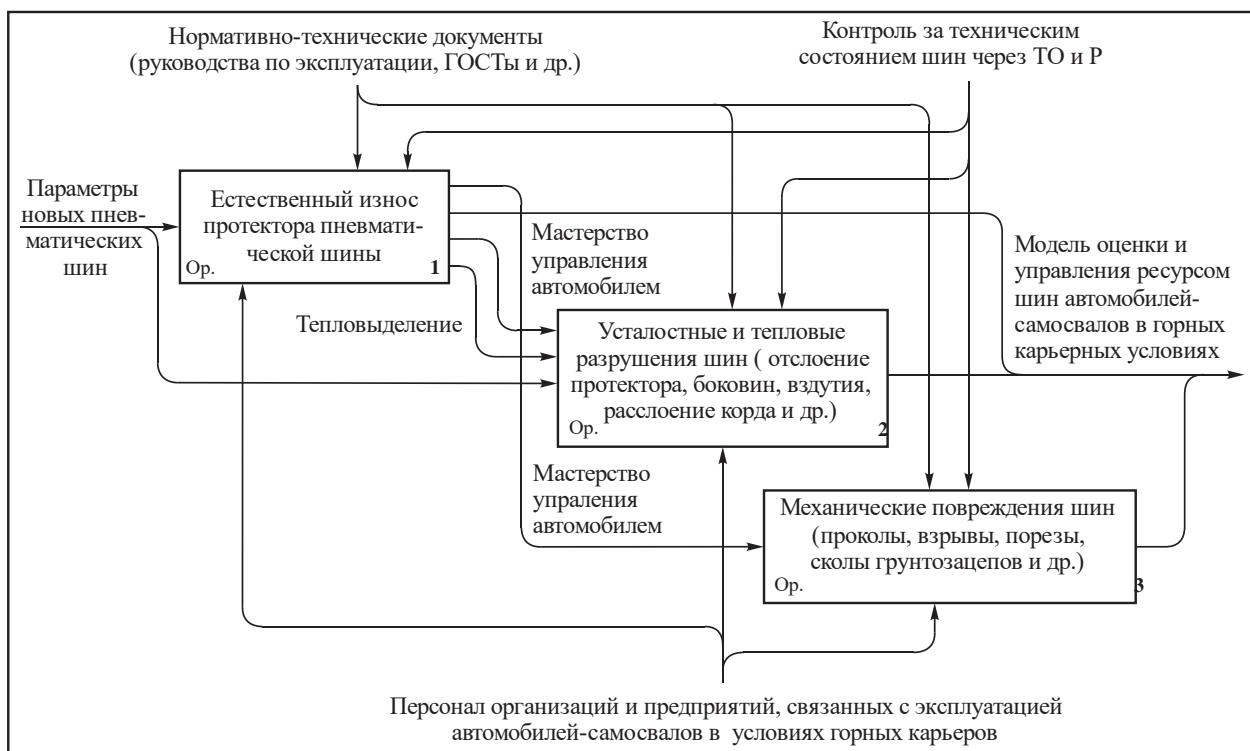 Нормативно-технические документы
(руководства по эксплуатации, ГОСТы и др.)
Контроль за техническим
состоянием шин через ТО и Р
Параметры
новых пнев-
матических
шин
Естественный износ
протектора пневмати-
ческой шины
Ор.
1
Мастерство
управления
автомобилем
Тепловыделение
Модель оценки и
управления ресурсом
шин автомобилей-
самосвалов в горных
карьерных условиях
Усталостные и тепловые
разрушения шин ( отслоение
протектора, боковин, вздутия,
расслоение корда и др.)
Ор.
2
Мастерство
упраления
автомобилем
Механические повреждения шин
(проколы, взрывы, порезы,
сколы грунтозацепов и др.)
Ор.
3
Персонал организаций и предприятий, связанных с эксплуатацией
автомобилей-самосвалов в условиях горных карьеров